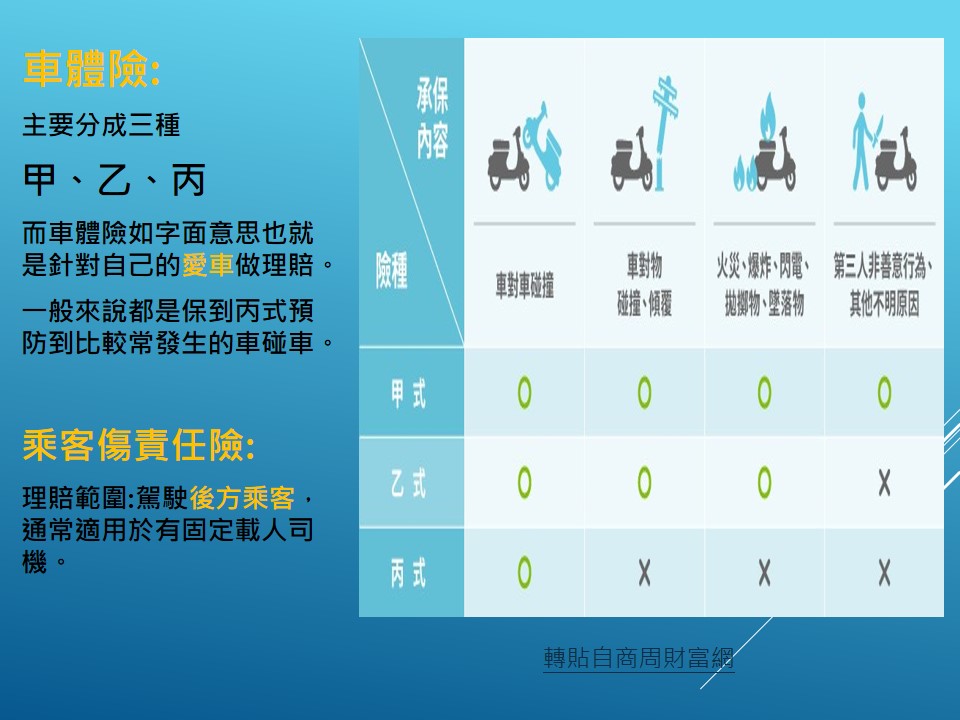 車體險:
主要分成三種
甲、乙、丙
而車體險如字面意思也就
是針對自己的愛車做理賠。
一般來說都是保到丙式預
防到比較常發生的車碰車。
乘客傷責任險:
理賠範圍:駕駛後方乘客，
通常適用於有固定載人司
機。
承保
內容
險種
車對車碰撞
車對物
碰撞、傾覆
火災、爆炸、閃電、
拋擲物、墜落物
第三人非善意行為、
其他不明原因
甲式 O O O O
乙式 O O O X
丙式 O X X X
轉貼自商周財富網